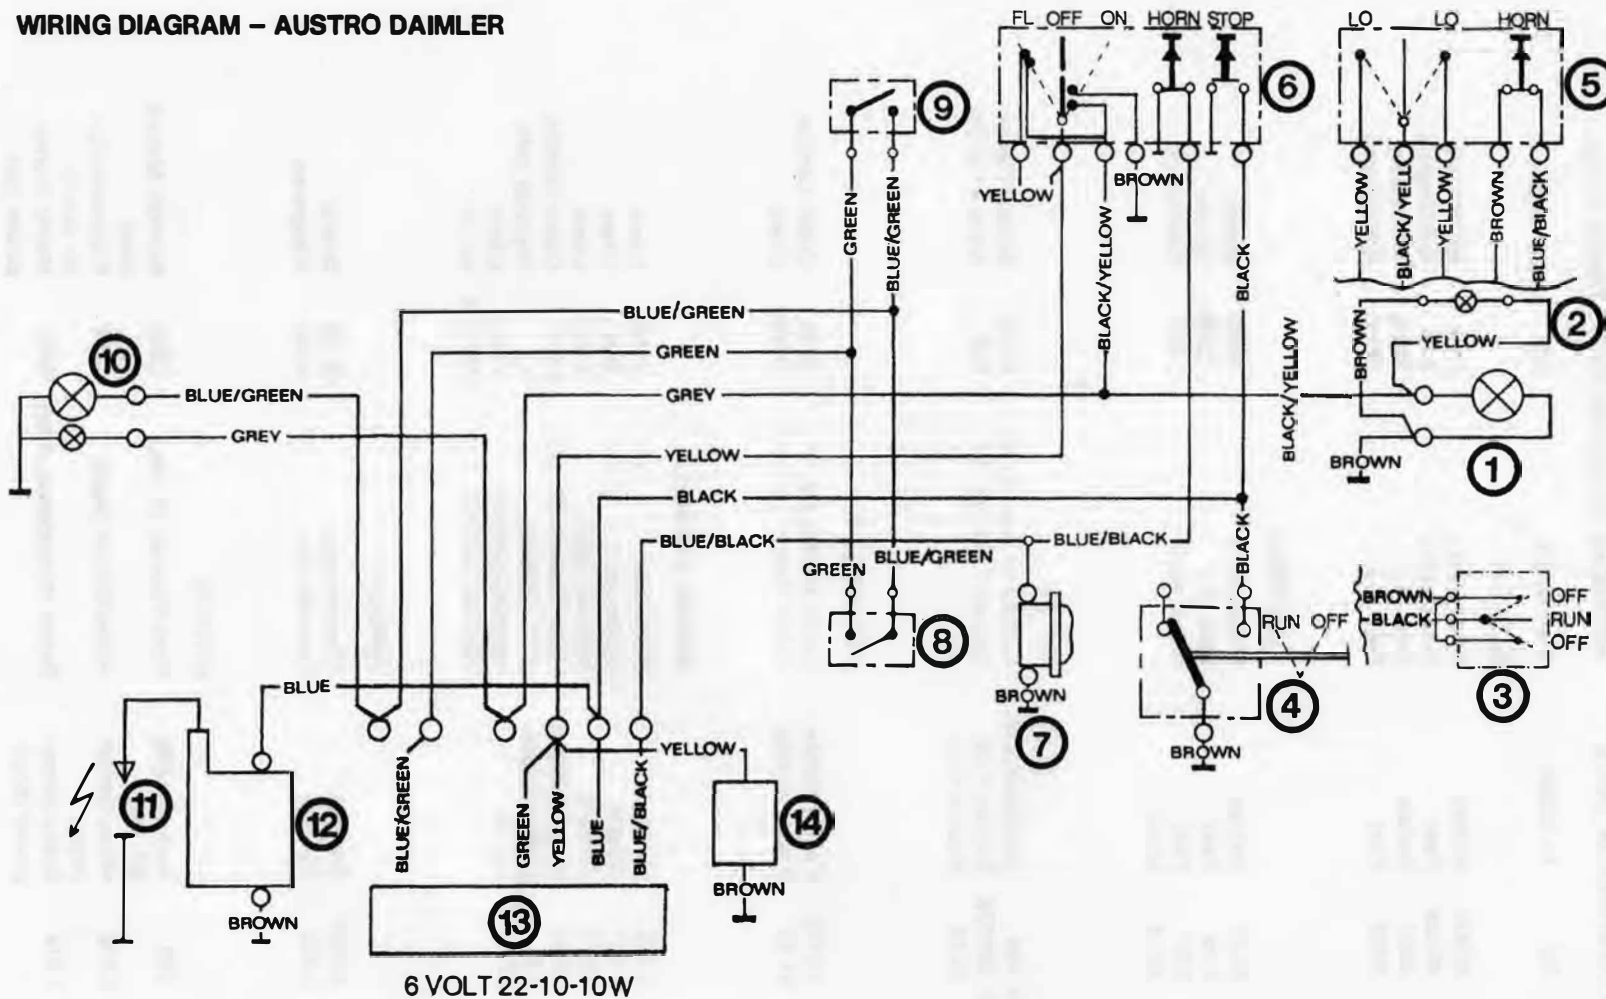 WIRING DIAGRAM – AUSTRO DAIMLER
FL OFF ON HORN STOP
LO LO HORN
9
6
5
YELLOW
BROWN
GREEN
BLUE/GREEN
BLACK/YELLOW
BLACK
YELLOW
BLACK/YELLO
YELLOW
BROWN
BLUE/BLACK
BLUE/GREEN
2
GREEN
YELLOW
BROWN
10
BLUE/GREEN
GREY
BLACK/YELLOW
GREY
YELLOW
BROWN
1
BLACK
BLUE/BLACK
BLUE/BLACK
BLACK
GREEN
BLUE/GREEN
8
RUN OFF
BROWN
BLACK
OFF
RUN
OFF
BLUE
BROWN
7
4
3
BROWN
YELLOW
11
12
BLUE/GREEN
GREEN
YELLOW
BLUE
BLUE/BLACK
14
BROWN
BROWN
13
6 VOLT 22-10-10W